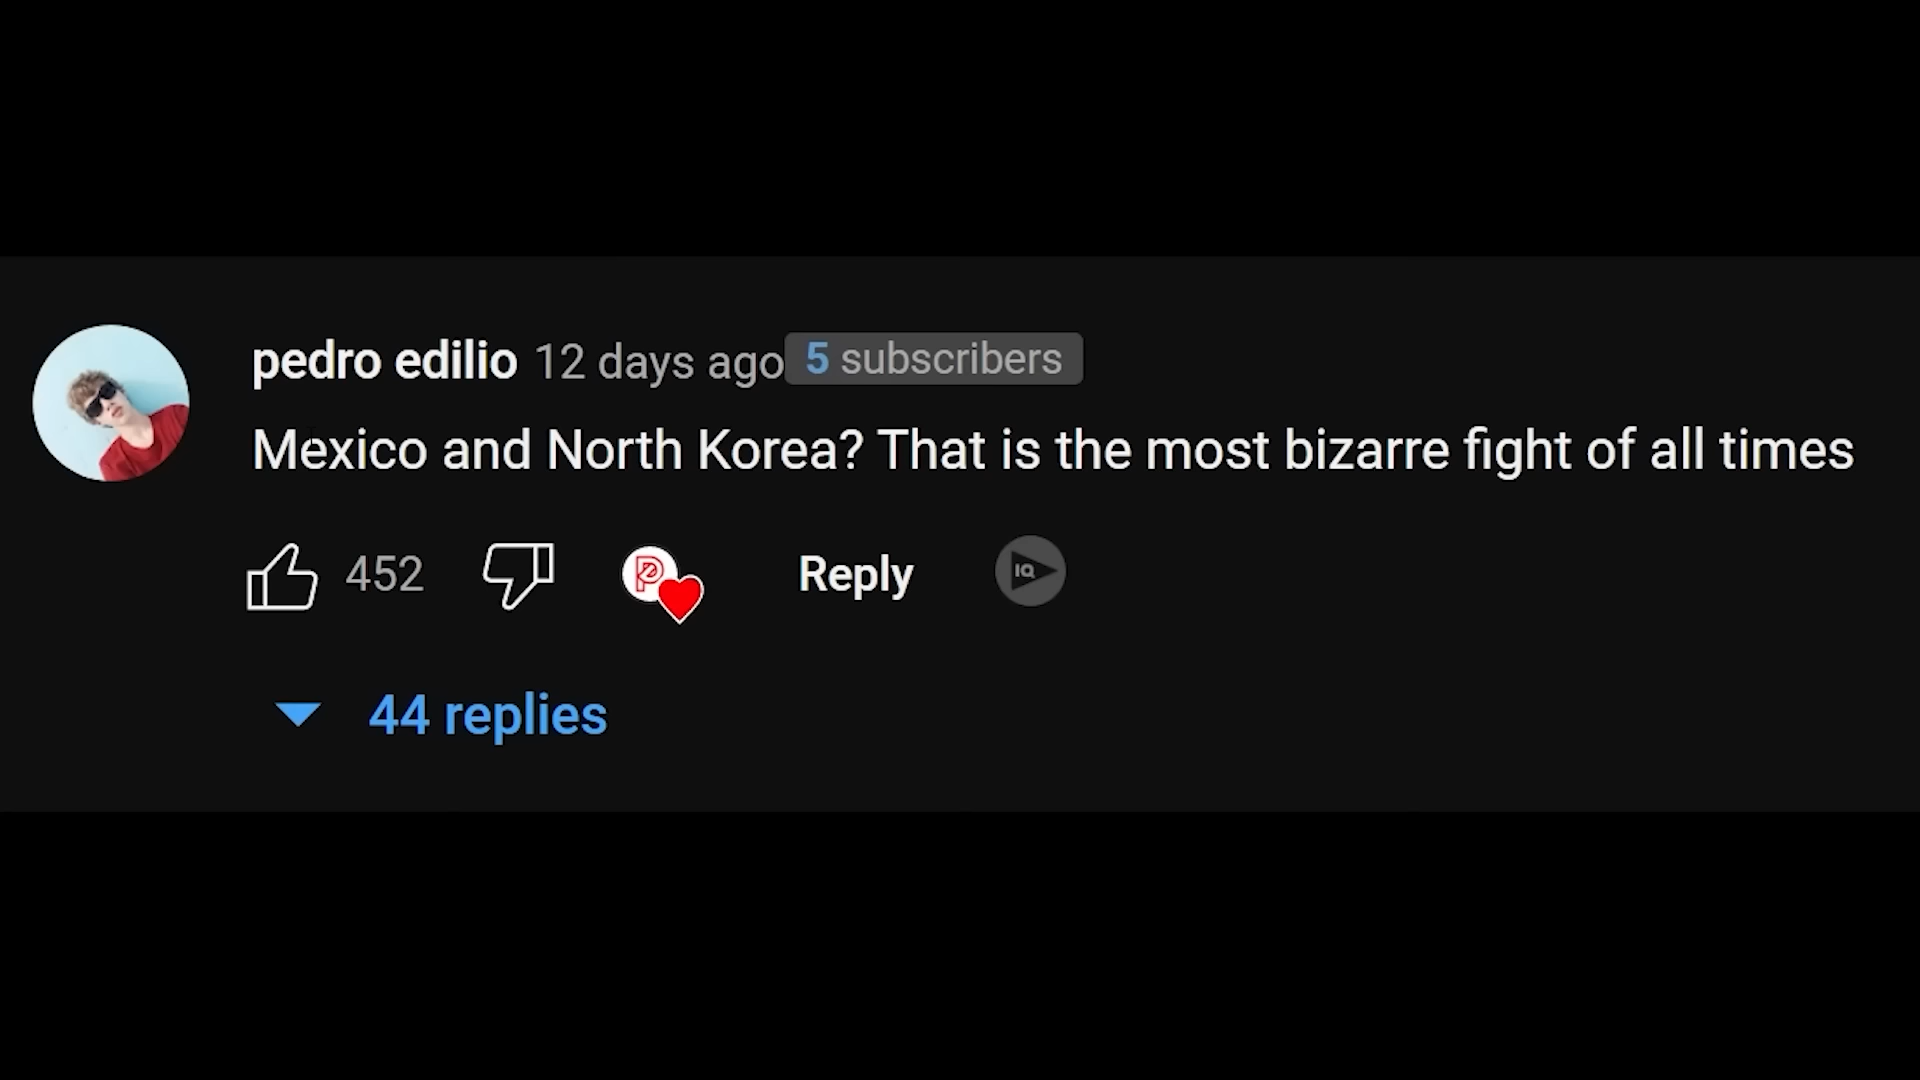 pedro edilio 12 days ago 5 subscribers
Mexico and North Korea? That is the most bizarre fight of all times
452 P Reply IQ
44 replies